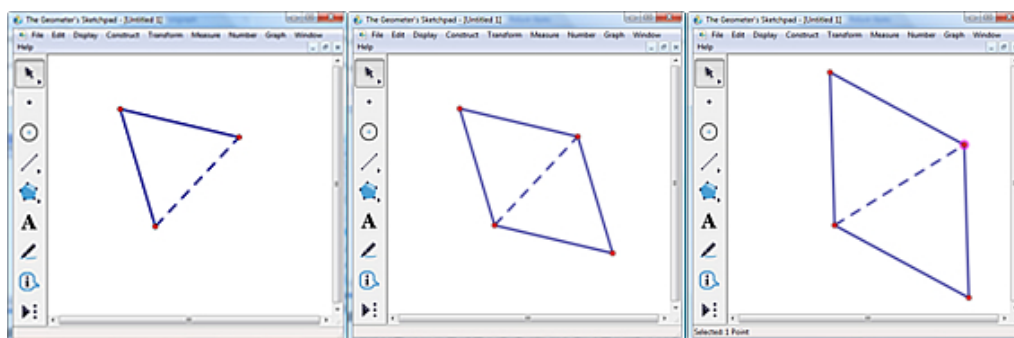 The Geometer's Sketchpad - [Untitled 1]
File Edit Display Construct Transform Measure Number Graph Window
Help
A
The Geometer's Sketchpad - [Untitled 1]
File Edit Display Construct Transform Measure Number Graph Window
Help
A
The Geometer's Sketchpad - [Untitled 1]
File Edit Display Construct Transform Measure Number Graph Window
Help
A
Selected: 1 Point